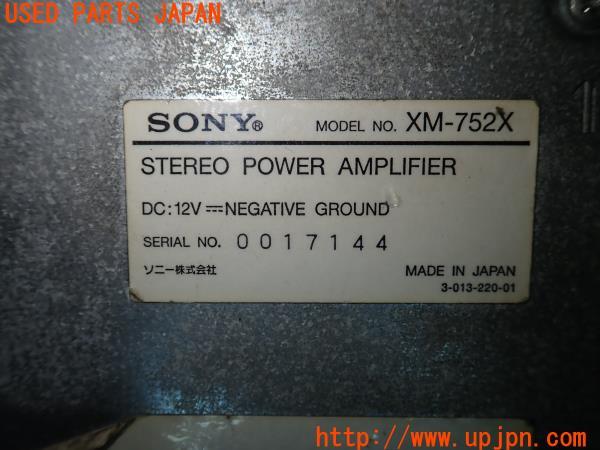 USED PARTS JAPAN
SONY® MODEL NO. XM-752X
STEREO POWER AMPLIFIER
DC:12V⎓NEGATIVE GROUND
SERIAL NO. 0017144
ソニー株式会社 MADE IN JAPAN
3-013-220-01
http://www.upjpn.com